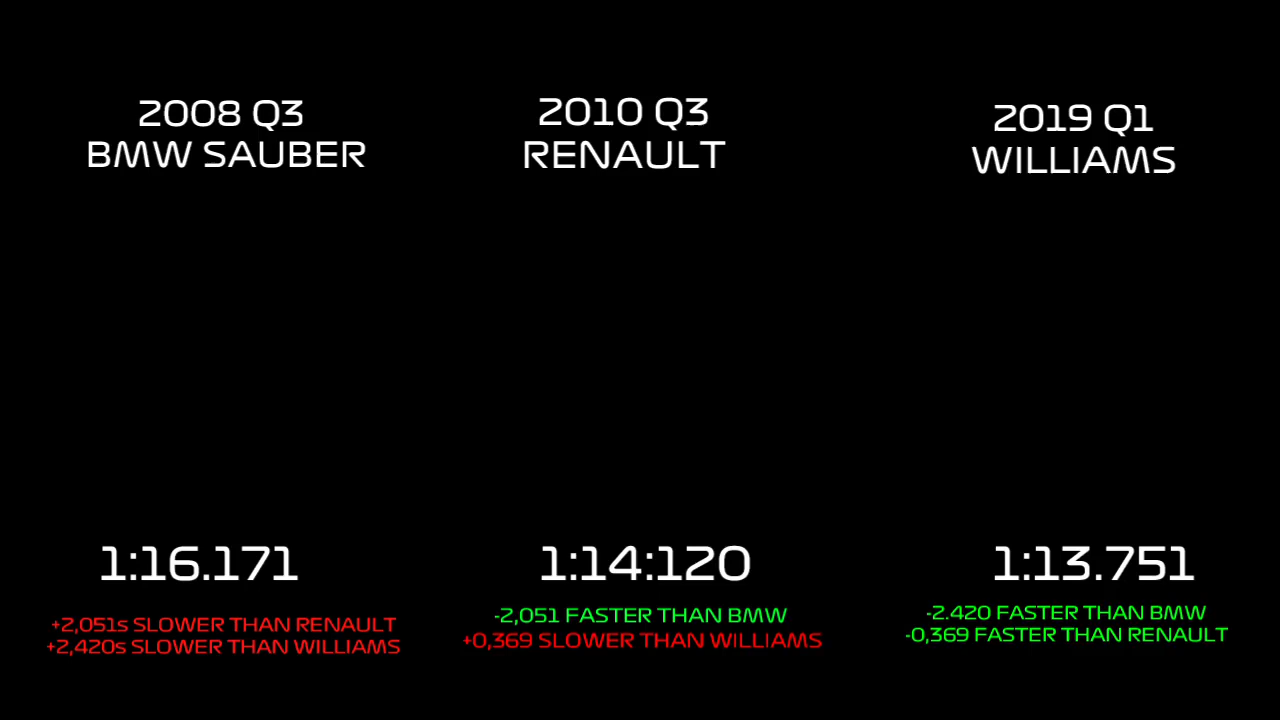 2008 Q3
BMW SAUBER
2010 Q3
RENAULT
2019 Q1
WILLIAMS
1:16.171
+2,051s SLOWER THAN RENAULT
+2,420s SLOWER THAN WILLIAMS
1:14:120
-2,051 FASTER THAN BMW
+0,369 SLOWER THAN WILLIAMS
1:13.751
-2.420 FASTER THAN BMW
-0,369 FASTER THAN RENAULT